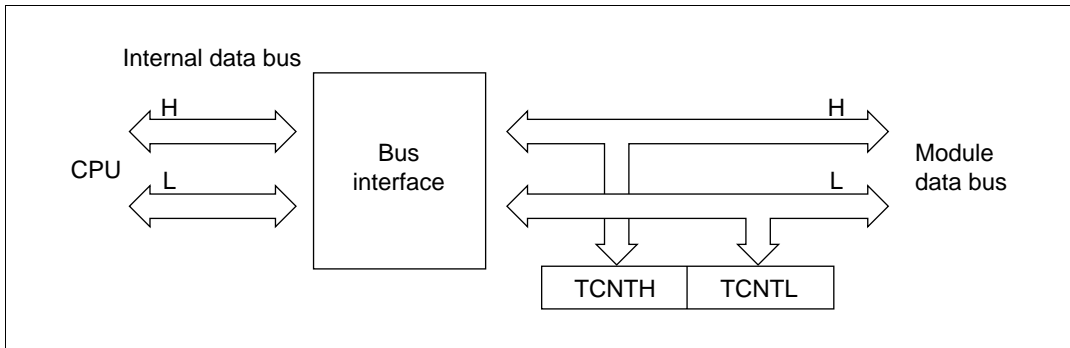 Internal data bus
H
H
CPU
Bus
interface
Module
data bus
L
L
TCNTH
TCNTL